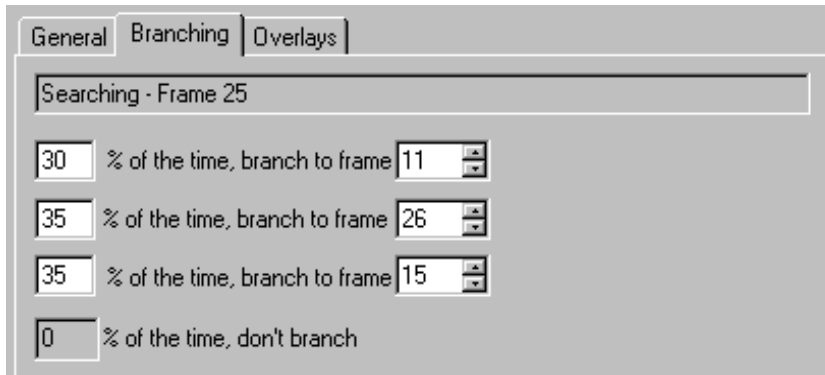 General Branching Overlays
Searching - Frame 25
30 % of the time, branch to frame 11
35 % of the time, branch to frame 26
35 % of the time, branch to frame 15
0 % of the time, don't branch